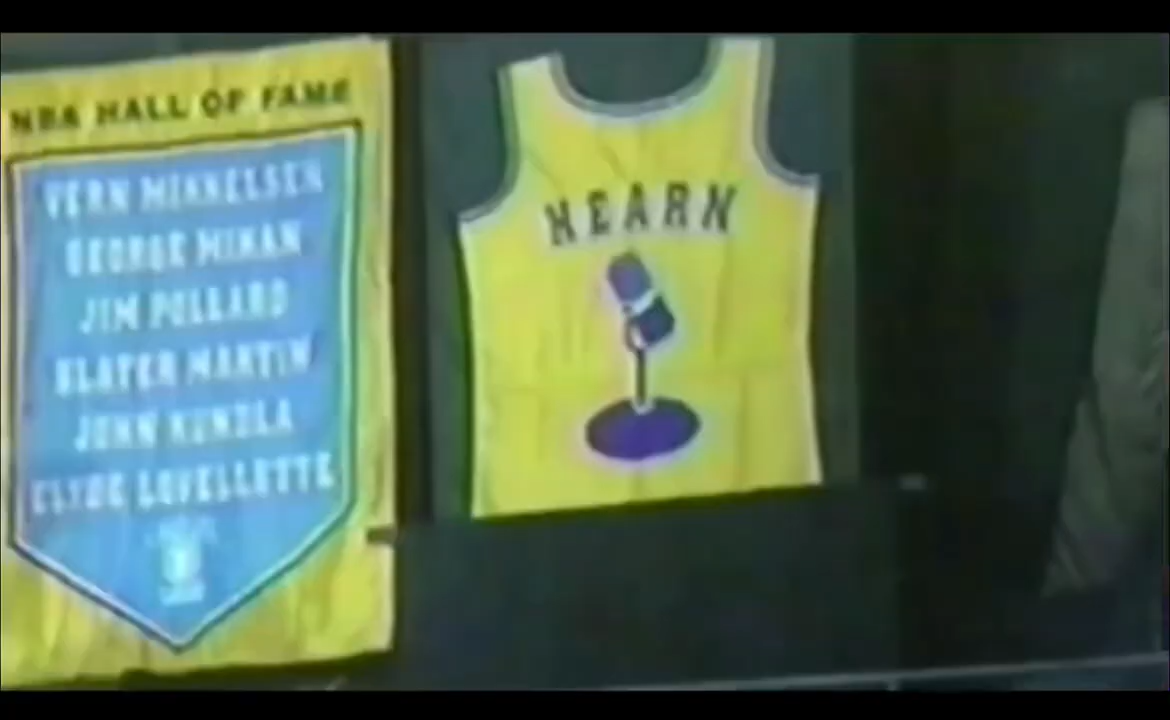 NBA HALL OF FAME
VERN MIKKELSEN
GEORGE MIKAN
JIM POLLARD
SLATER MARTIN
JOHN KUNDLA
CLYDE LOVELLETTE
HEARN